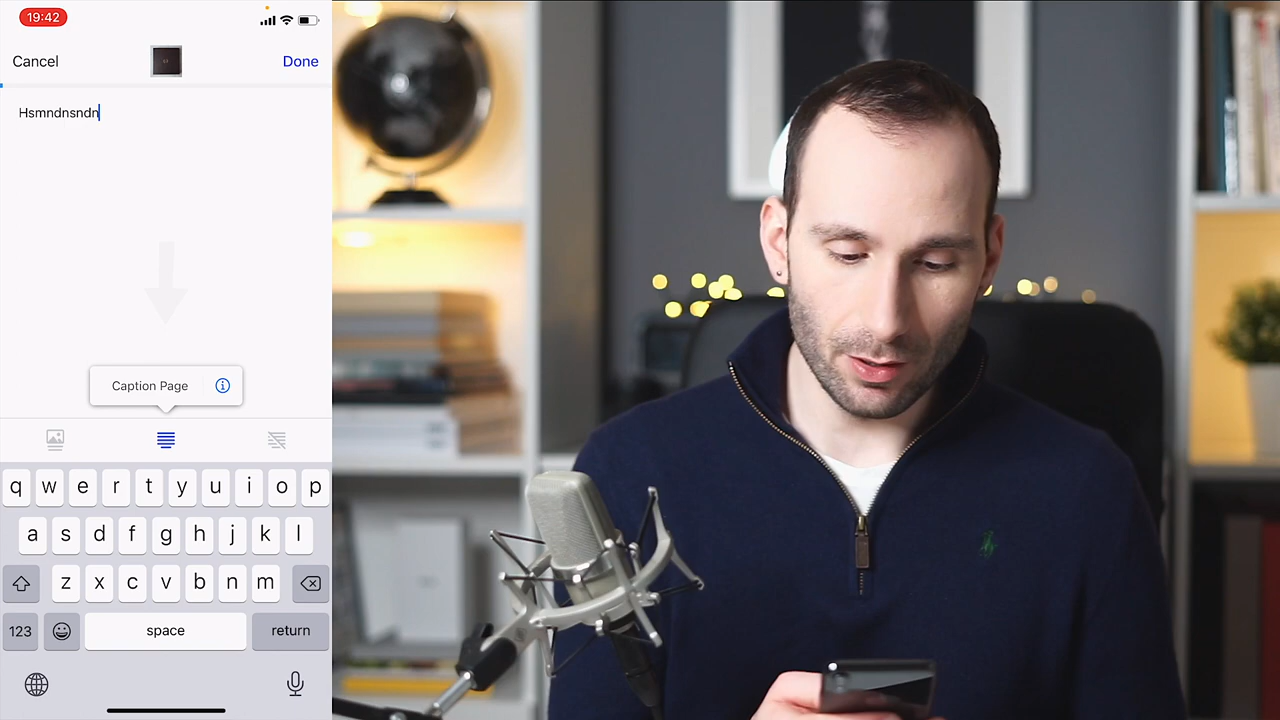 19:42
Cancel
Done
Hsmndnsndn
Caption Page
q w e r t y u i o p
a s d f g h j k l
z x c v b n m
123 space return